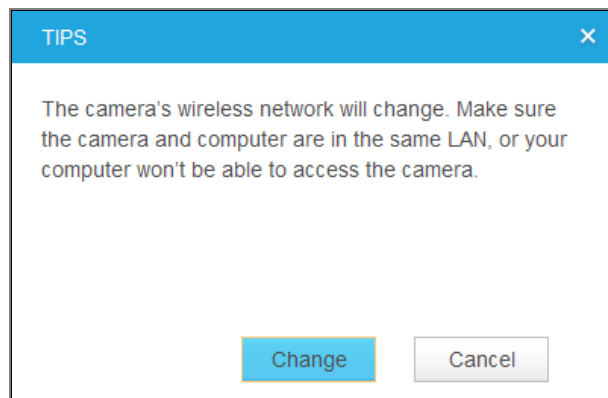 TIPS
The camera’s wireless network will change. Make sure
the camera and computer are in the same LAN, or your
computer won’t be able to access the camera.
Change Cancel